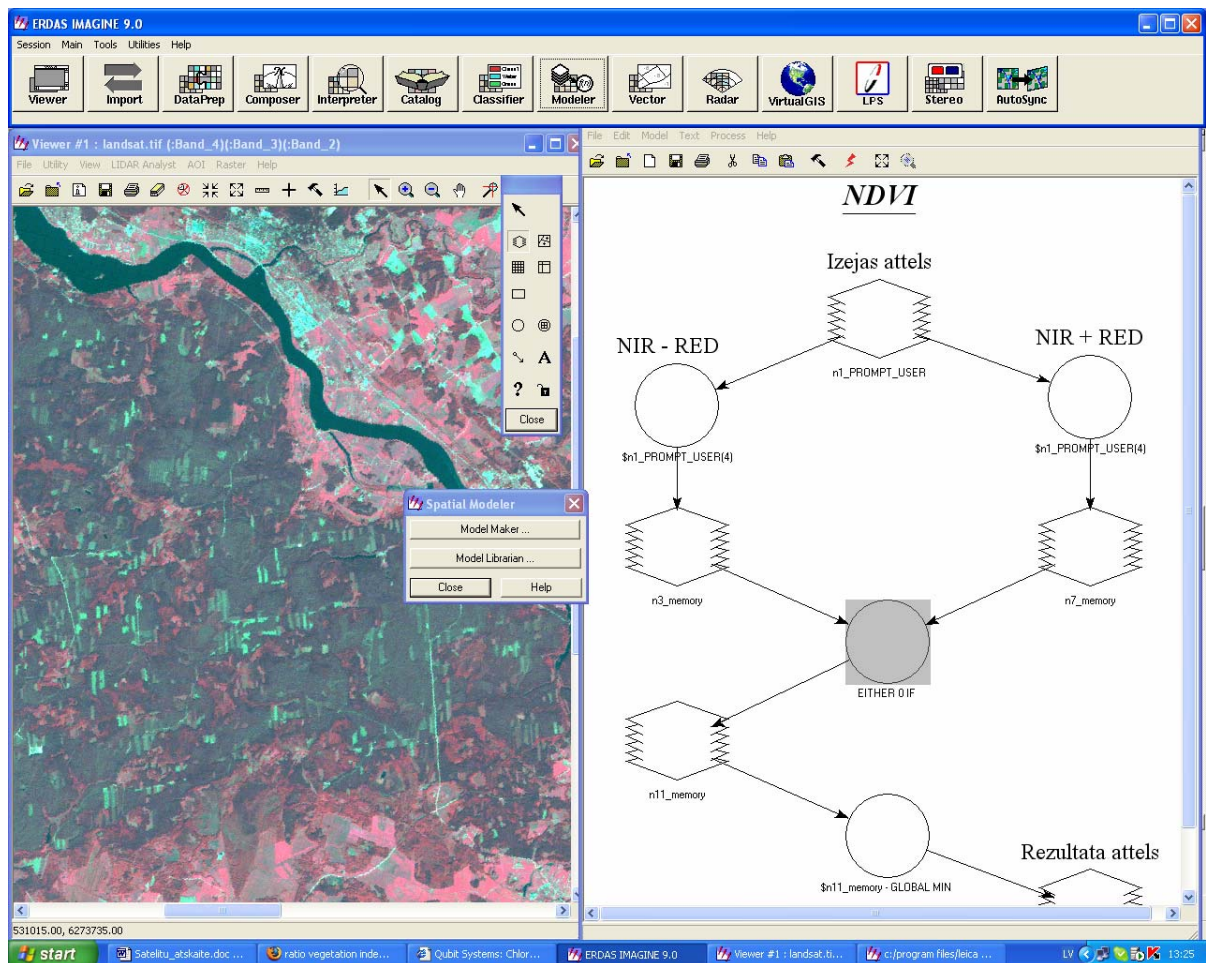 ERDAS IMAGINE 9.0
Session Main Tools Utilities Help
Viewer Import DataPrep Composer Interpreter Catalog Classifier Modeler Vector Radar VirtualGIS LPS Stereo AutoSync
Viewer #1 : landsat.tif (:Band_4)(:Band_3)(:Band_2)
File Utility View LIDAR Analyst AOI Raster Help
A
?
Close
Spatial Modeler
Model Maker ...
Model Librarian ...
Close Help
531015.00, 6273735.00
File Edit Model Text Process Help
NDVI
Izejas attels
n1_PROMPT_USER
NIR - RED
NIR + RED
$n1_PROMPT_USER(4)
$n1_PROMPT_USER(4)
n3_memory
n7_memory
EITHER 0 IF
n11_memory
$n11_memory - GLOBAL MIN
Rezultata attels
start Satelitu_atskaite.doc ... ratio vegetation inde... Qubit Systems: Chlor... ERDAS IMAGINE 9.0 Viewer #1 : landsat.ti... c:/program files/leica ... LV 13:25